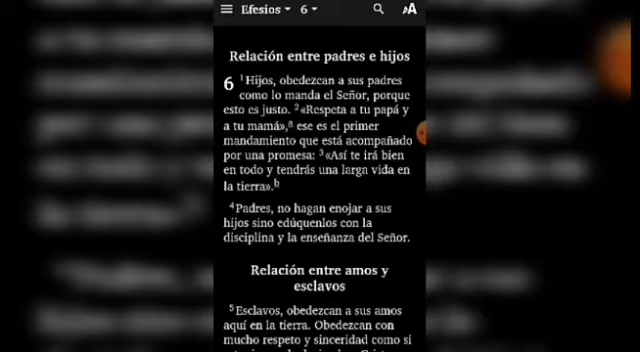 Efesios 6
Relación entre padres e hijos
6 1Hijos, obedezcan a sus padres
como lo manda el Señor, porque
esto es justo. 2«Respeta a tu papá y
a tu mamá»,a ese es el primer
mandamiento que está acompañado
por una promesa: 3«Así te irá bien
en todo y tendrás una larga vida en
la tierra».b
4Padres, no hagan enojar a sus
hijos sino edúquenlos con la
disciplina y la enseñanza del Señor.
Relación entre amos y
esclavos
5Esclavos, obedezcan a sus amos
aquí en la tierra. Obedezcan con
mucho respeto y sinceridad como si